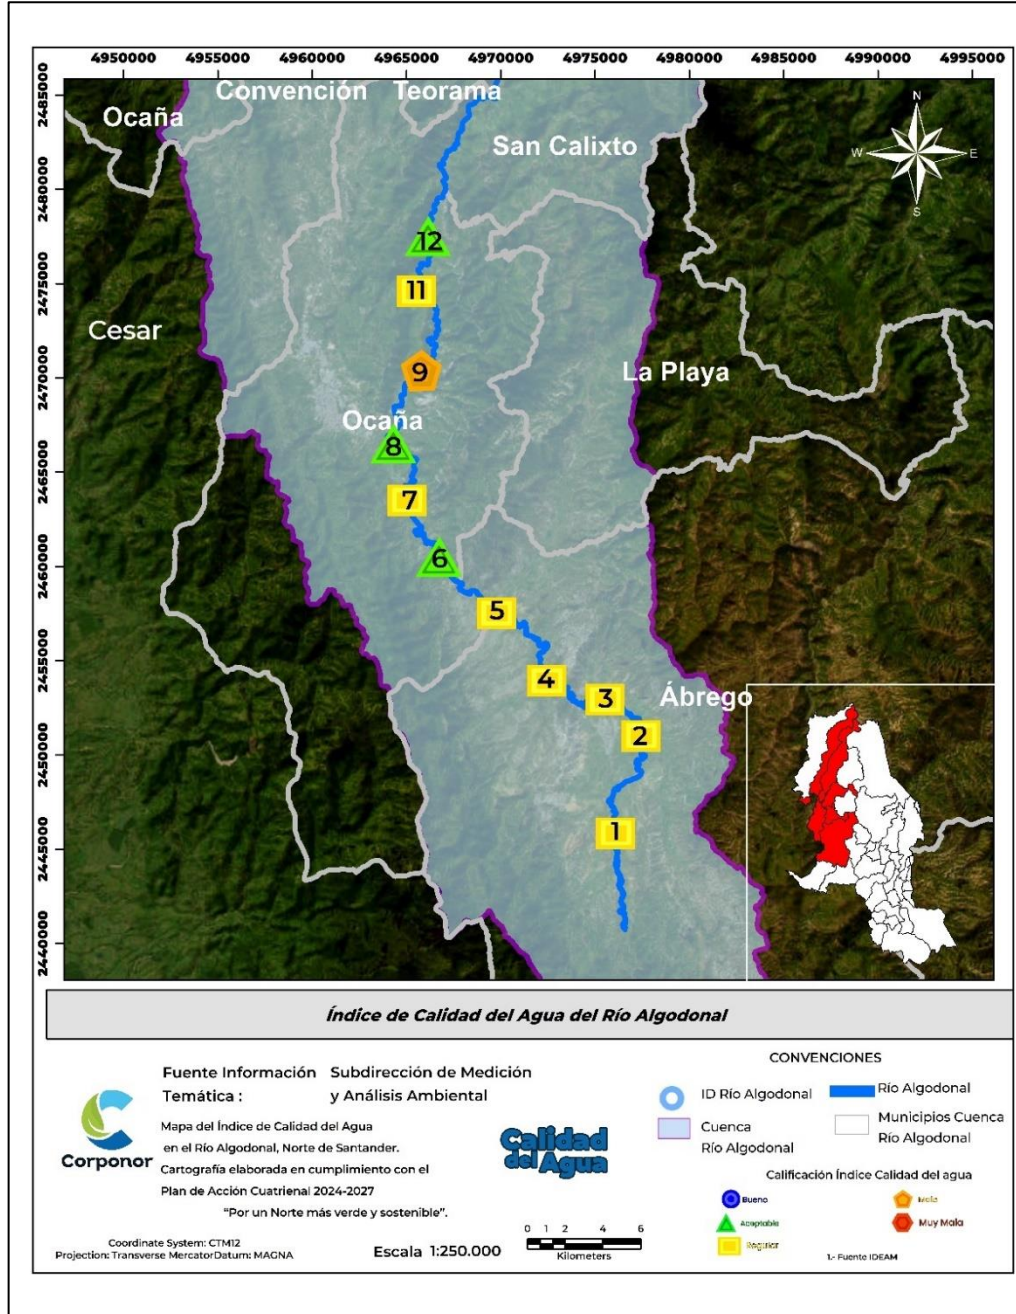 4950000 4955000 4960000 4965000 4970000 4975000 4980000 4985000 4990000 4995000
2485000
2480000
2475000
2470000
2465000
2460000
2455000
2450000
2445000
2440000
Convención
Teorama
Ocaña
San Calixto
N
W
E
S
12
11
Cesar
9
La Playa
Ocaña
8
7
6
5
4
3
Ábrego
2
1
Índice de Calidad del Agua del Río Algodonal
Corponor
Fuente Información Subdirección de Medición
Temática : y Análisis Ambiental
Mapa del Índice de Calidad del Agua
en el Río Algodonal, Norte de Santander.
Cartografía elaborada en cumplimiento con el
Plan de Acción Cuatrienal 2024-2027
“Por un Norte más verde y sostenible”.
Coordinate System: CTM12
Projection: Transverse MercatorDatum: MAGNA
Calidad
del Agua
Escala 1:250.000
0 1 2 4 6
Kilometers
CONVENCIONES
ID Río Algodonal
Río Algodonal
Cuenca
Río Algodonal
Municipios Cuenca
Río Algodonal
Calificación Índice Calidad del agua
Bueno
Mala
Aceptable
Muy Mala
Regular
1.- Fuente IDEAM